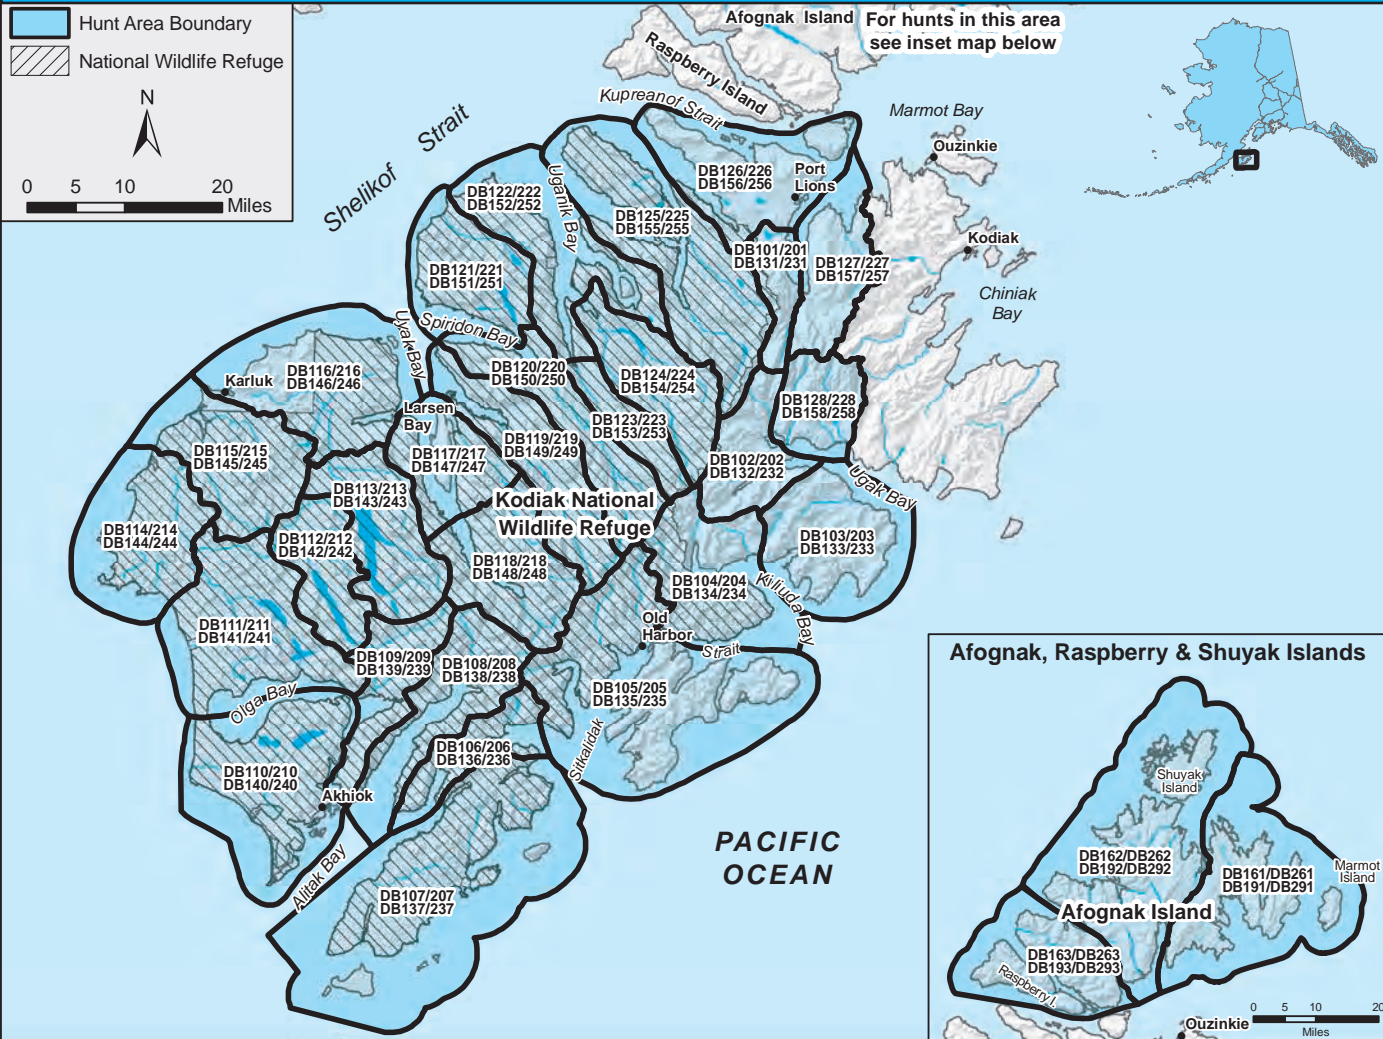 Hunt Area Boundary
National Wildlife Refuge
N
0 5 10 20 Miles
Afognak Island
For hunts in this area
see inset map below
Raspberry Island
Kupreanof Strait
Marmot Bay
Ouzinkie
Shelikof Strait
DB126/226
DB156/256
Port
Lions
DB122/222
DB152/252
Uganik Bay
DB125/225
DB155/255
Kodiak
DB101/201
DB131/231
DB127/227
DB157/257
DB121/221
DB151/251
Chiniak
Bay
Spiridon Bay
Uyak Bay
DB116/216
DB146/246
Karluk
DB120/220
DB150/250
DB124/224
DB154/254
DB128/228
DB158/258
Larsen
Bay
DB123/223
DB153/253
DB119/219
DB149/249
DB115/215
DB145/245
DB117/217
DB147/247
DB102/202
DB132/232
Ugak Bay
DB113/213
DB143/243
Kodiak National
Wildlife Refuge
DB114/214
DB144/244
DB112/212
DB142/242
DB103/203
DB133/233
DB118/218
DB148/248
DB104/204
DB134/234
Kiliuda Bay
Old
Harbor
DB111/211
DB141/241
Strait
DB109/209
DB139/239
DB108/208
DB138/238
DB105/205
DB135/235
Olga Bay
Sitkalidak
DB106/206
DB136/236
DB110/210
DB140/240
Akhiok
Alitak Bay
PACIFIC
OCEAN
DB107/207
DB137/237
Afognak, Raspberry & Shuyak Islands
Shuyak
Island
DB162/DB262
DB192/DB292
DB161/DB261
DB191/DB291
Marmot
Island
Afognak Island
DB163/DB263
DB193/DB293
Raspberry I.
0 5 10 20
Miles
Ouzinkie